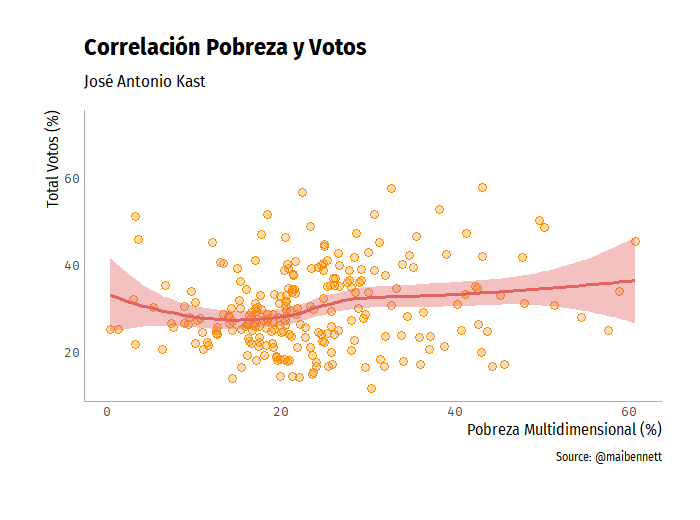 Correlación Pobreza y Votos
José Antonio Kast
Total Votos (%)
60
40
20
0 20 40 60
Pobreza Multidimensional (%)
Source: @maibennett